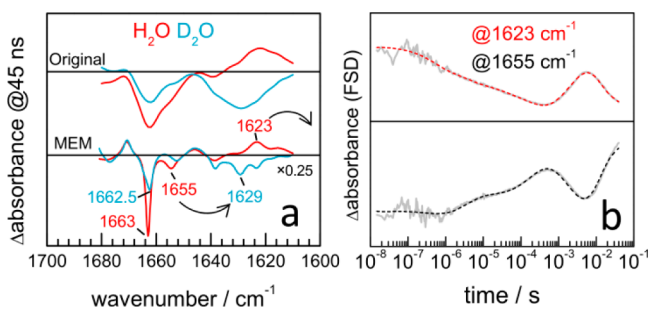 H₂O D₂O
Original
MEM
1623
×0.25
1662.5
1655
1629
1663
a
Δabsorbance @45 ns
1700 1680 1660 1640 1620 1600
wavenumber / cm⁻¹
@1623 cm⁻¹
@1655 cm⁻¹
b
Δabsorbance (FSD)
10⁻⁸ 10⁻⁷ 10⁻⁶ 10⁻⁵ 10⁻⁴ 10⁻³ 10⁻² 10⁻¹
time / s